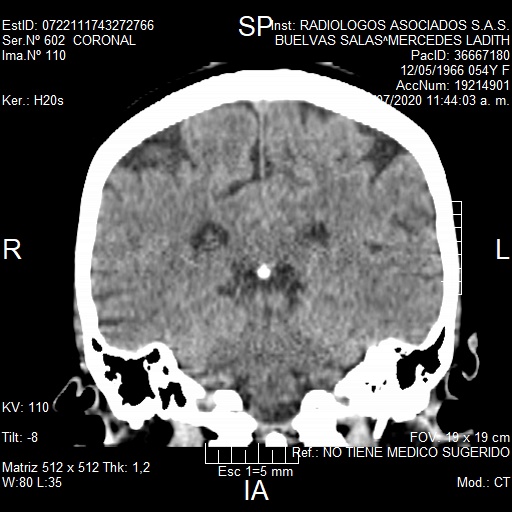 EstID: 0722111743272766
Ser.Nº 602 CORONAL
Ima.Nº 110
Ker.: H20s
SP
Inst: RADIOLOGOS ASOCIADOS S.A.S.
BUELVAS SALAS^MERCEDES LADITH
PacID: 36667180
12/05/1966 054Y F
AccNum: 19214901
07/2020 11:44:03 a. m.
R
L
KV: 110
Tilt: -8
Matriz 512 x 512 Thk: 1,2
W:80 L:35
Esc 1=5 mm
IA
FOV: 19 x 19 cm
Ref.: NO TIENE MEDICO SUGERIDO
Mod.: CT